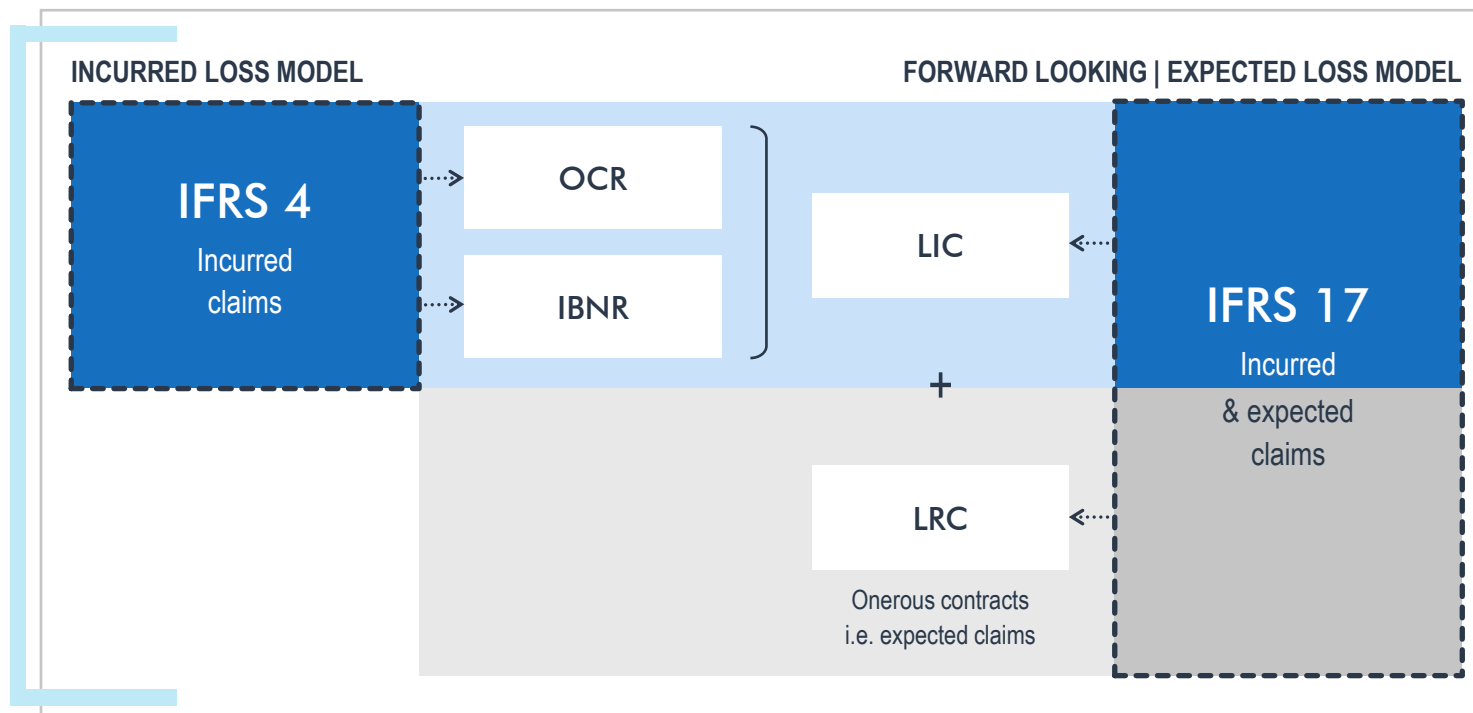 INCURRED LOSS MODEL
FORWARD LOOKING | EXPECTED LOSS MODEL
IFRS 4
Incurred
claims
OCR
IBNR
LIC
+
LRC
Onerous contracts
i.e. expected claims
IFRS 17
Incurred
& expected
claims